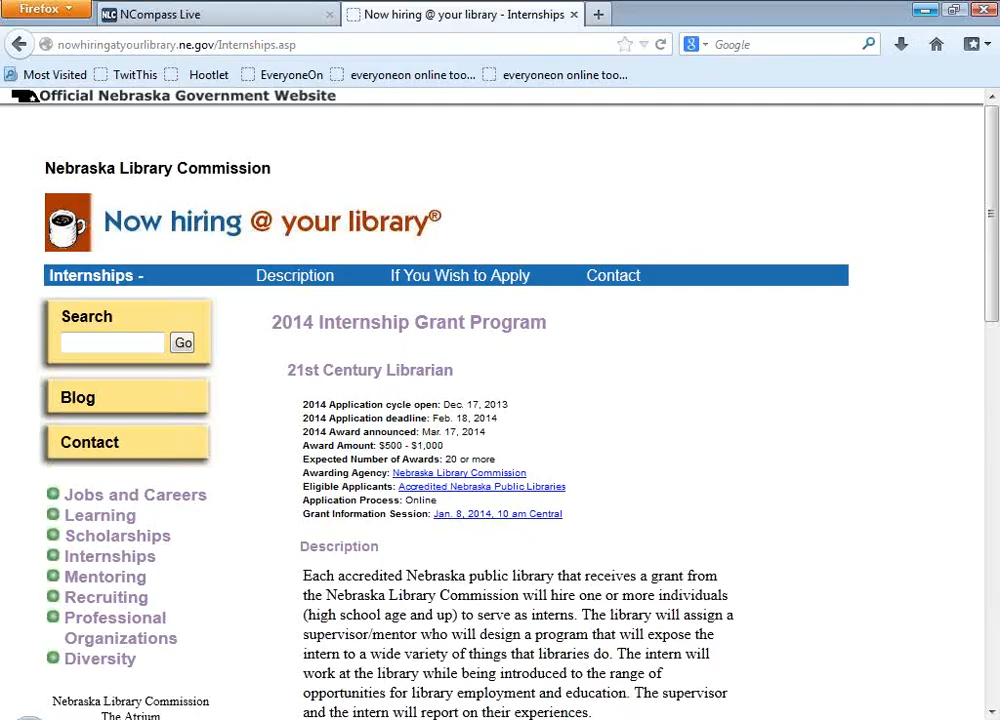 Firefox
NLC NCompass Live
Now hiring @ your library - Internships
nowhiringatyourlibrary.ne.gov/Internships.asp
Google
Most Visited TwitThis Hootlet EveryoneOn everyoneon online too... everyoneon online too...
Official Nebraska Government Website
Nebraska Library Commission
Now hiring @ your library®
Internships - Description If You Wish to Apply Contact
Search
Go
Blog
Contact
Jobs and Careers
Learning
Scholarships
Internships
Mentoring
Recruiting
Professional
Organizations
Diversity
Nebraska Library Commission
The Atrium
2014 Internship Grant Program
21st Century Librarian
2014 Application cycle open: Dec. 17, 2013
2014 Application deadline: Feb. 18, 2014
2014 Award announced: Mar. 17, 2014
Award Amount: $500 - $1,000
Expected Number of Awards: 20 or more
Awarding Agency: Nebraska Library Commission
Eligible Applicants: Accredited Nebraska Public Libraries
Application Process: Online
Grant Information Session: Jan. 8, 2014, 10 am Central
Description
Each accredited Nebraska public library that receives a grant from
the Nebraska Library Commission will hire one or more individuals
(high school age and up) to serve as interns. The library will assign a
supervisor/mentor who will design a program that will expose the
intern to a wide variety of things that libraries do. The intern will
work at the library while being introduced to the range of
opportunities for library employment and education. The supervisor
and the intern will report on their experiences.